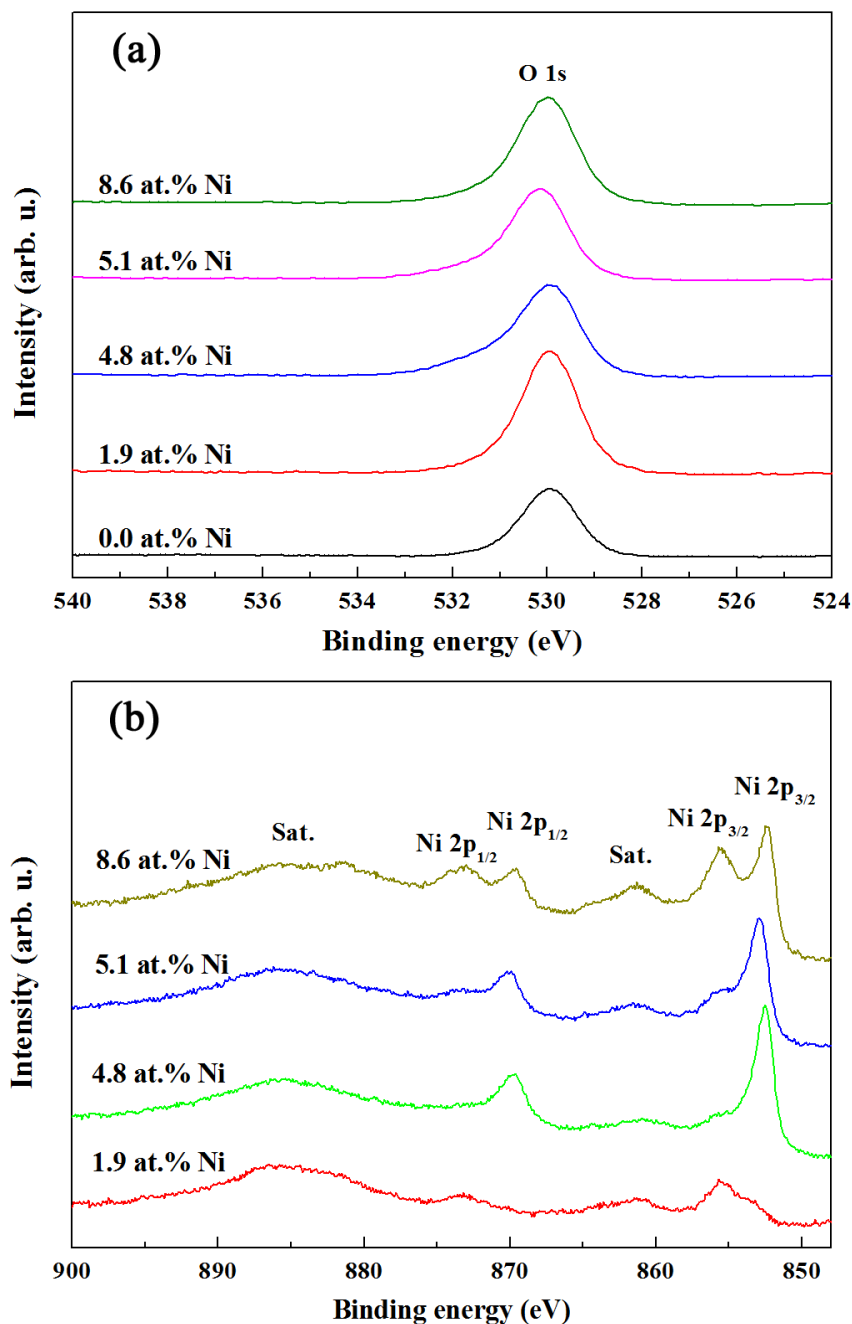 (a)
O 1s
8.6 at.% Ni
5.1 at.% Ni
4.8 at.% Ni
1.9 at.% Ni
0.0 at.% Ni
Intensity (arb. u.)
540 538 536 534 532 530 528 526 524
Binding energy (eV)
(b)
Ni 2p3/2
Ni 2p1/2
Ni 2p3/2
Sat.
Ni 2p1/2
Sat.
8.6 at.% Ni
5.1 at.% Ni
4.8 at.% Ni
1.9 at.% Ni
Intensity (arb. u.)
900 890 880 870 860 850
Binding energy (eV)